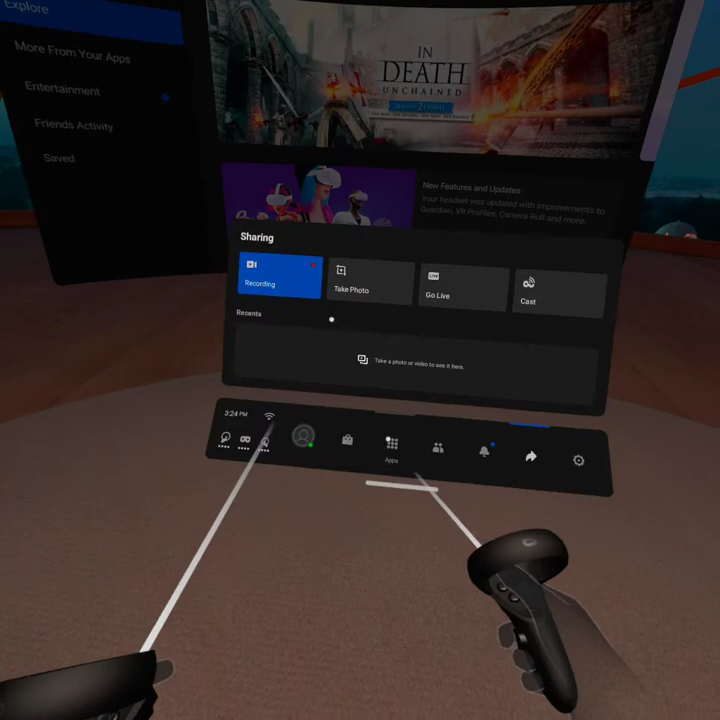 Explore
More From Your Apps
Entertainment
Friends Activity
Saved
IN
DEATH
UNCHAINED
New Features and Updates
Your headset was updated with improvements to
Guardian, VR Profiles, Camera Roll and more.
Sharing
Recording
Take Photo
LIVE
Go Live
Cast
Recents
Take a photo or video to see it here.
3:24 PM
Apps